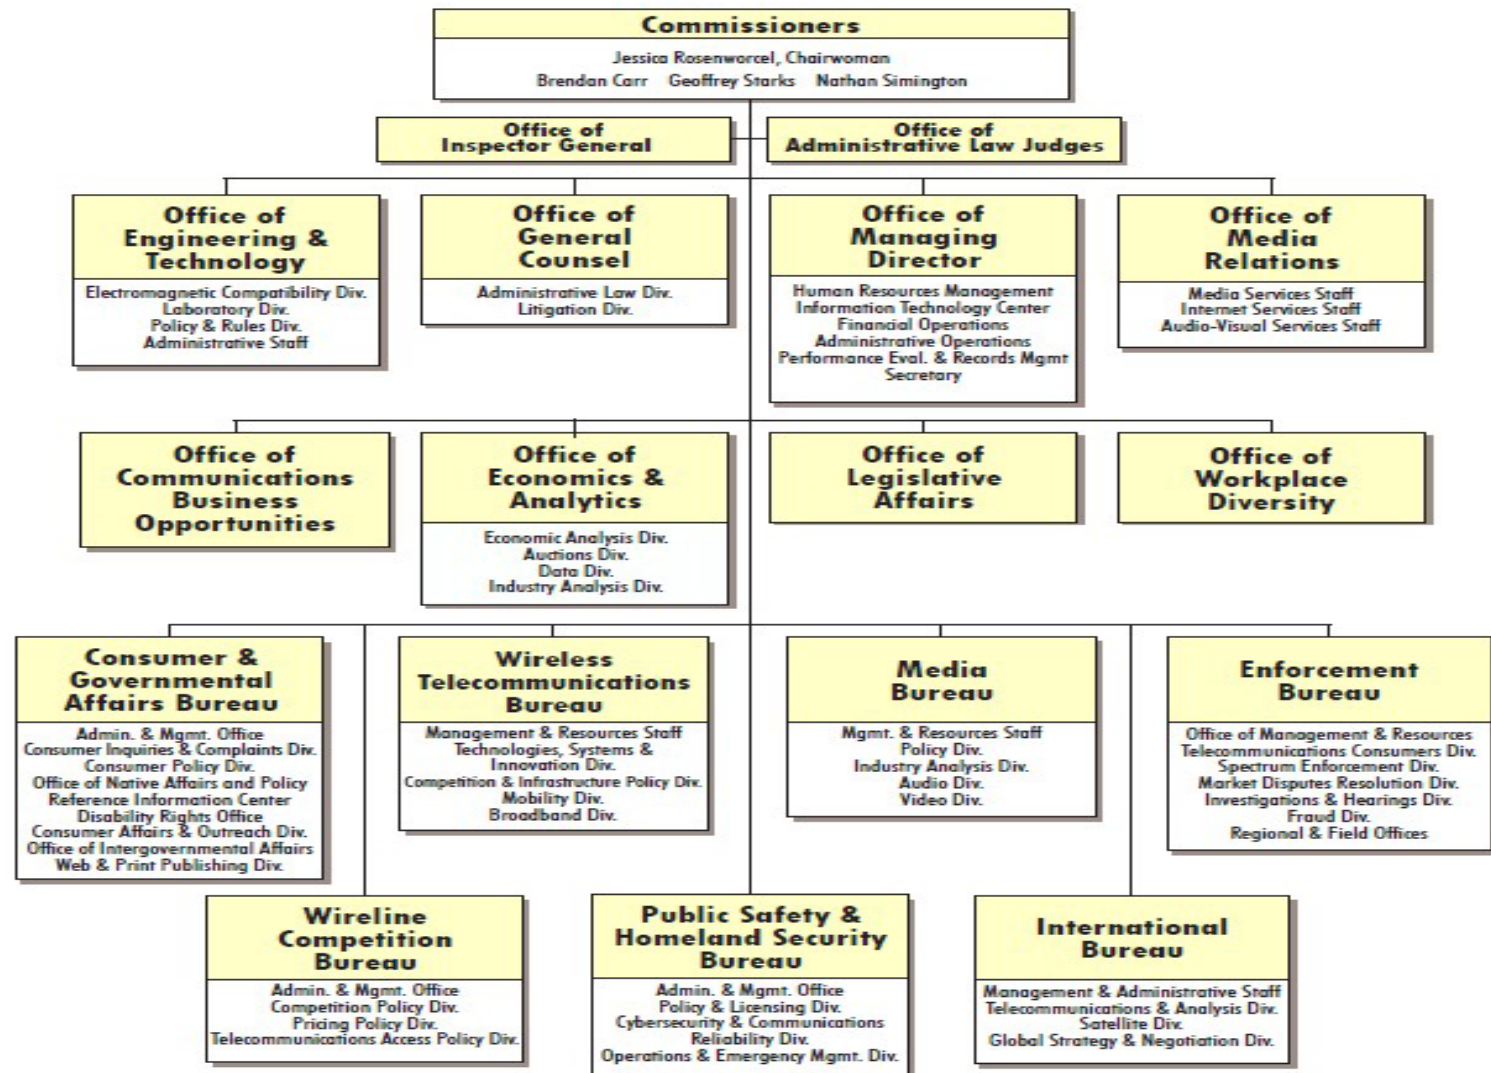 Commissioners
Jessica Rosenworcel, Chairwoman
Brendan Carr Geoffrey Starks Nathan Simington
Office of
Inspector General
Office of
Administrative Law Judges
Office of
Engineering &
Technology
Electromagnetic Compatibility Div.
Laboratory Div.
Policy & Rules Div.
Administrative Staff
Office of
General
Counsel
Administrative Law Div.
Litigation Div.
Office of
Managing
Director
Human Resources Management
Information Technology Center
Financial Operations
Administrative Operations
Performance Eval. & Records Mgmt
Secretary
Office of
Media
Relations
Media Services Staff
Internet Services Staff
Audio-Visual Services Staff
Office of
Communications
Business
Opportunities
Office of
Economics &
Analytics
Economic Analysis Div.
Auctions Div.
Data Div.
Industry Analysis Div.
Office of
Legislative
Affairs
Office of
Workplace
Diversity
Consumer &
Governmental
Affairs Bureau
Admin. & Mgmt. Office
Consumer Inquiries & Complaints Div.
Consumer Policy Div.
Office of Native Affairs and Policy
Reference Information Center
Disability Rights Office
Consumer Affairs & Outreach Div.
Office of Intergovernmental Affairs
Web & Print Publishing Div.
Wireless
Telecommunications
Bureau
Management & Resources Staff
Technologies, Systems &
Innovation Div.
Competition & Infrastructure Policy Div.
Mobility Div.
Broadband Div.
Media
Bureau
Mgmt. & Resources Staff
Policy Div.
Industry Analysis Div.
Audio Div.
Video Div.
Enforcement
Bureau
Office of Management & Resources
Telecommunications Consumers Div.
Spectrum Enforcement Div.
Market Disputes Resolution Div.
Investigations & Hearings Div.
Fraud Div.
Regional & Field Offices
Wireline
Competition
Bureau
Admin. & Mgmt. Office
Competition Policy Div.
Pricing Policy Div.
Telecommunications Access Policy Div.
Public Safety &
Homeland Security
Bureau
Admin. & Mgmt. Office
Policy & Licensing Div.
Cybersecurity & Communications
Reliability Div.
Operations & Emergency Mgmt. Div.
International
Bureau
Management & Administrative Staff
Telecommunications & Analysis Div.
Satellite Div.
Global Strategy & Negotiation Div.